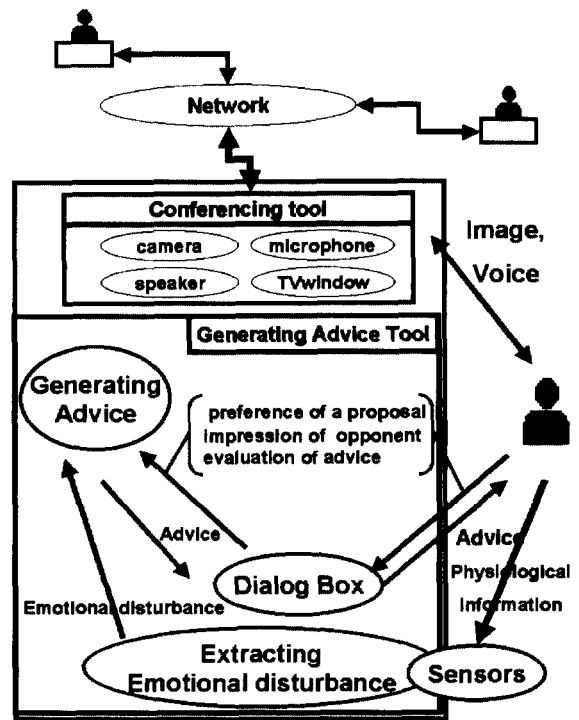 Network
Conferencing tool
camera
microphone
speaker
TVwindow
Image,
Voice
Generating Advice Tool
Generating
Advice
preference of a proposal
impression of opponent
evaluation of advice
Advice
Advice
Dialog Box
Physiological
Information
Emotional disturbance
Extracting
Emotional disturbance
Sensors